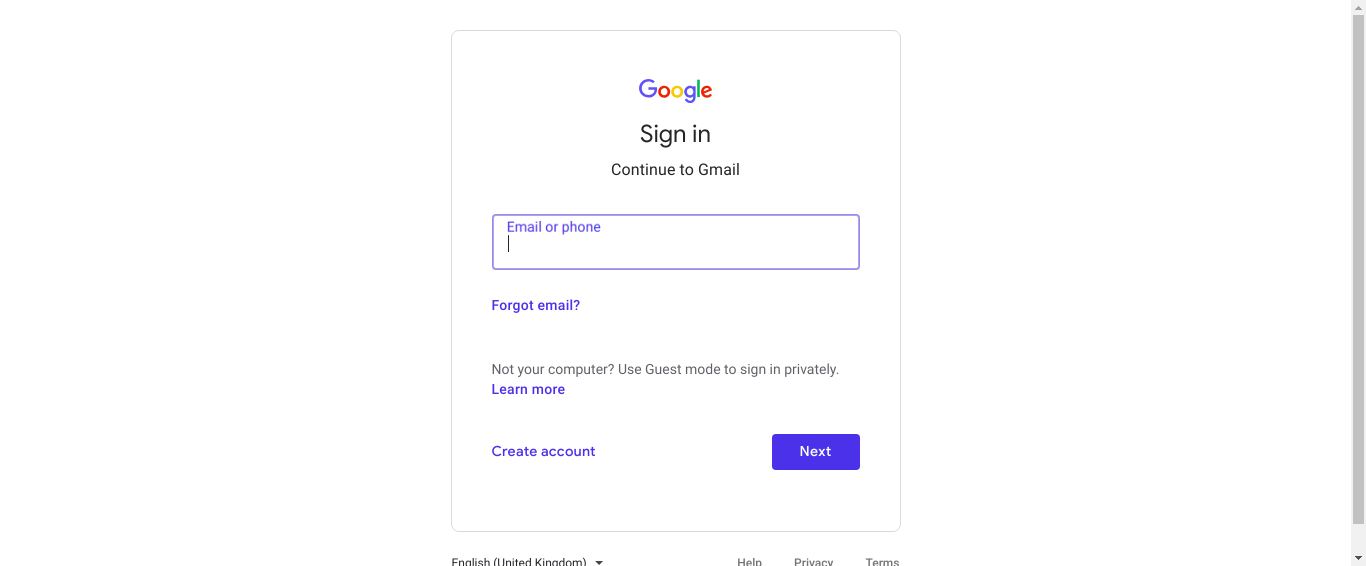 Google
Sign in
Continue to Gmail
Email or phone
Forgot email?
Not your computer? Use Guest mode to sign in privately.
Learn more
Create account
Next
English (United Kingdom)
Help
Privacy
Terms